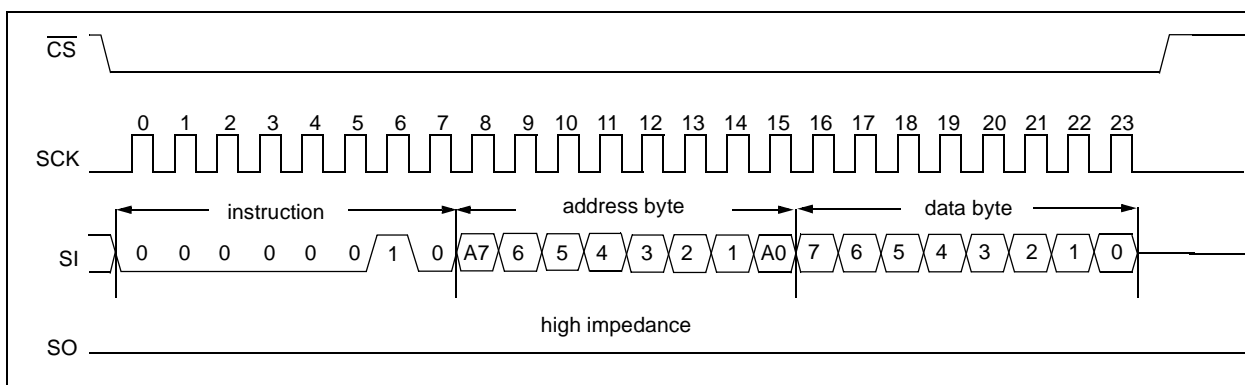 CS
0 1 2 3 4 5 6 7 8 9 10 11 12 13 14 15 16 17 18 19 20 21 22 23
SCK
instruction address byte data byte
SI 0 0 0 0 0 0 1 0 A7 6 5 4 3 2 1 A0 7 6 5 4 3 2 1 0
high impedance
SO